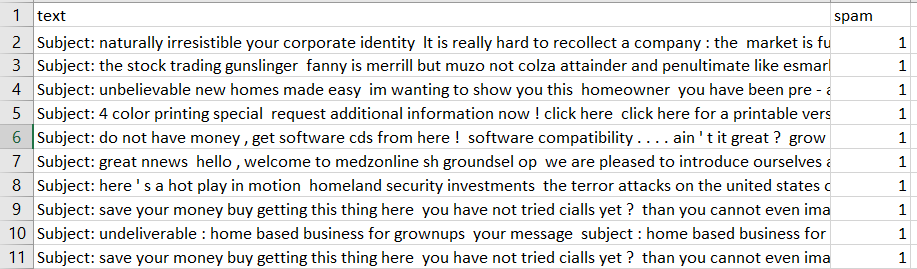 1 text spam
2 Subject: naturally irresistible your corporate identity  lt is really hard to recollect a company : the  market is fu 1
3 Subject: the stock trading gunslinger  fanny is merrill but muzo not colza attainder and penultimate like esmar 1
4 Subject: unbelievable new homes made easy  im wanting to show you this  homeowner  you have been pre - a 1
5 Subject: 4 color printing special  request additional information now ! click here  click here for a printable vers 1
6 Subject: do not have money , get software cds from here !  software compatibility . . . . ain ' t it great ?  grow 1
7 Subject: great nnews  hello , welcome to medzonline sh groundsel op  we are pleased to introduce ourselves a 1
8 Subject: here ' s a hot play in motion  homeland security investments  the terror attacks on the united states o 1
9 Subject: save your money buy getting this thing here  you have not tried cialls yet ?  than you cannot even ima 1
10 Subject: undeliverable : home based business for grownups  your message  subject : home based business for 1
11 Subject: save your money buy getting this thing here  you have not tried cialls yet ?  than you cannot even ima 1